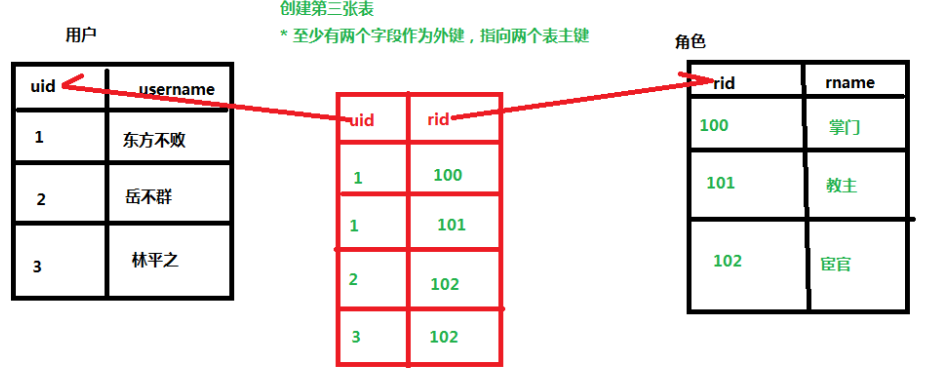 创建第三张表
* 至少有两个字段作为外键，指向两个表主键
用户
uid username
1 东方不败
2 岳不群
3 林平之
uid rid
1 100
1 101
2 102
3 102
角色
rid rname
100 掌门
101 教主
102 宦官